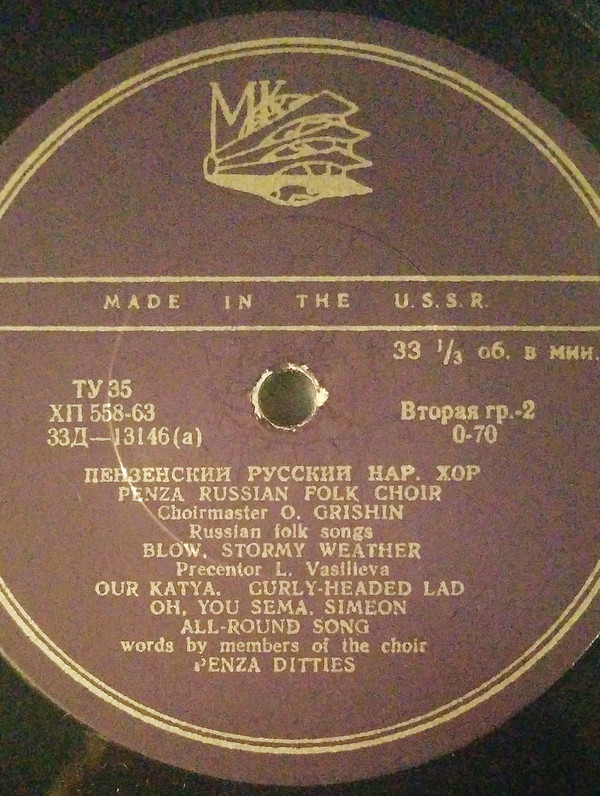 МК
MADE IN THE U.S.S.R.
33 1/3 об. в мин.
ТУ 35
ХП 558-63
33Д—13146(а)
Вторая гр.-2
0-70
ПЕНЗЕНСКИЙ РУССКИЙ НАР. ХОР
PENZA RUSSIAN FOLK CHOIR
Choirmaster O. GRISHIN
Russian folk songs
BLOW, STORMY WEATHER
Precentor L. Vasilieva
OUR KATYA. CURLY-HEADED LAD
OH, YOU SEMA, SIMEON
ALL-ROUND SONG
words by members of the choir
PENZA DITTIES